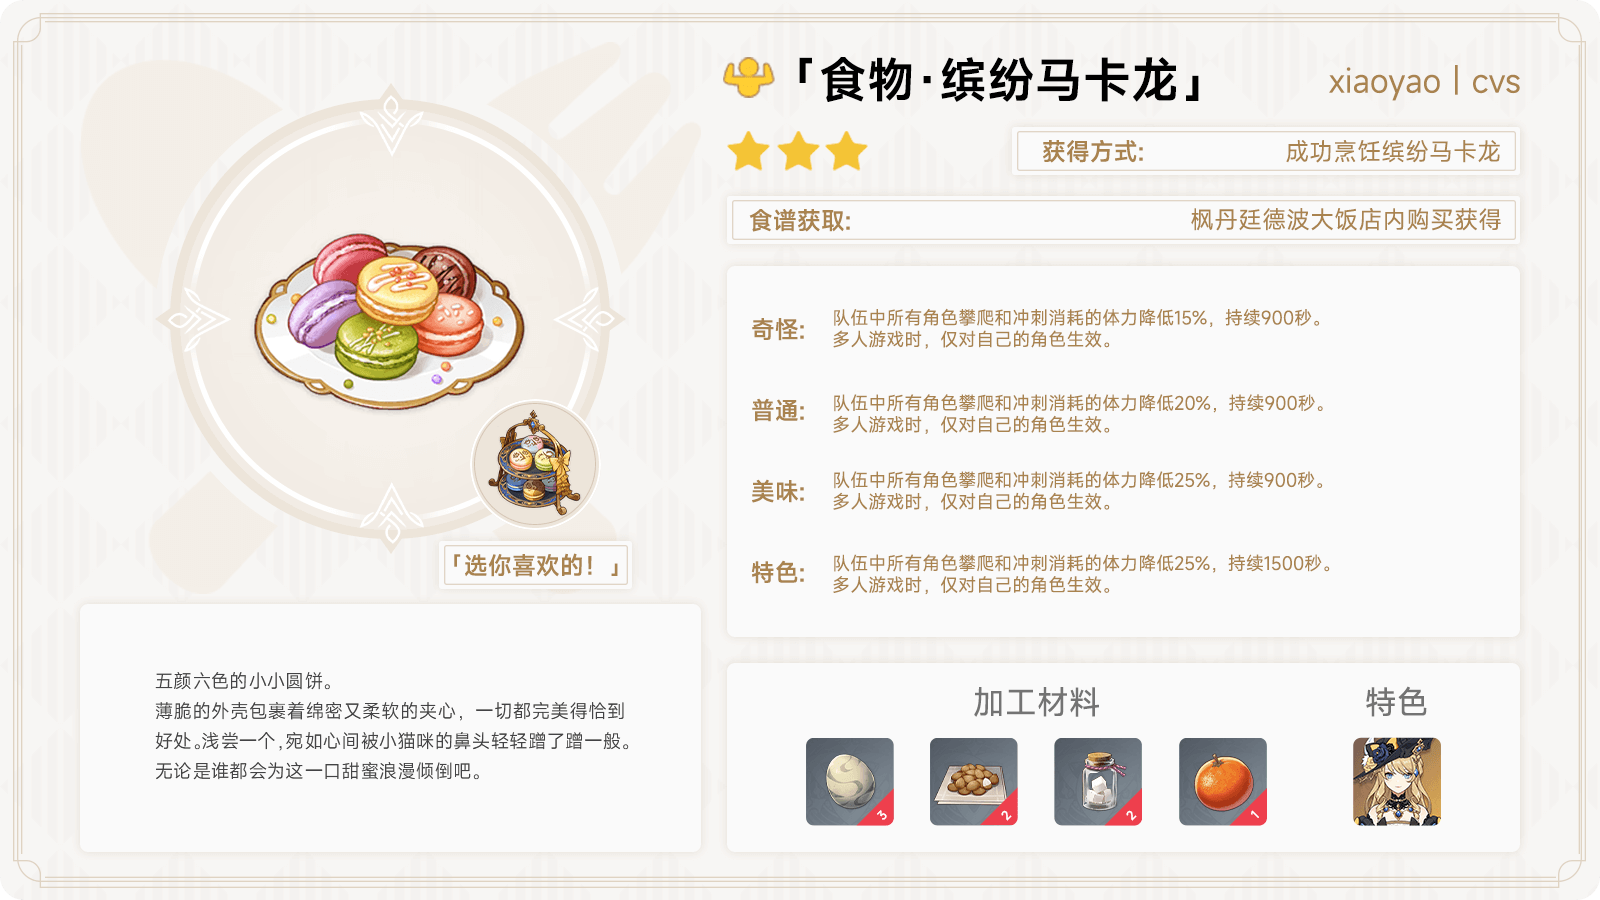 「食物·缤纷马卡龙」
xiaoyao | cvs
获得方式:
成功烹饪缤纷马卡龙
食谱获取:
枫丹廷德波大饭店内购买获得
奇怪:
队伍中所有角色攀爬和冲刺消耗的体力降低15%，持续900秒。
多人游戏时，仅对自己的角色生效。
普通:
队伍中所有角色攀爬和冲刺消耗的体力降低20%，持续900秒。
多人游戏时，仅对自己的角色生效。
美味:
队伍中所有角色攀爬和冲刺消耗的体力降低25%，持续900秒。
多人游戏时，仅对自己的角色生效。
特色:
队伍中所有角色攀爬和冲刺消耗的体力降低25%，持续1500秒。
多人游戏时，仅对自己的角色生效。
「选你喜欢的！」
五颜六色的小小圆饼。
薄脆的外壳包裹着绵密又柔软的夹心，一切都完美得恰到
好处。浅尝一个,宛如心间被小猫咪的鼻头轻轻蹭了蹭一般。
无论是谁都会为这一口甜蜜浪漫倾倒吧。
加工材料
特色
3
2
2
1